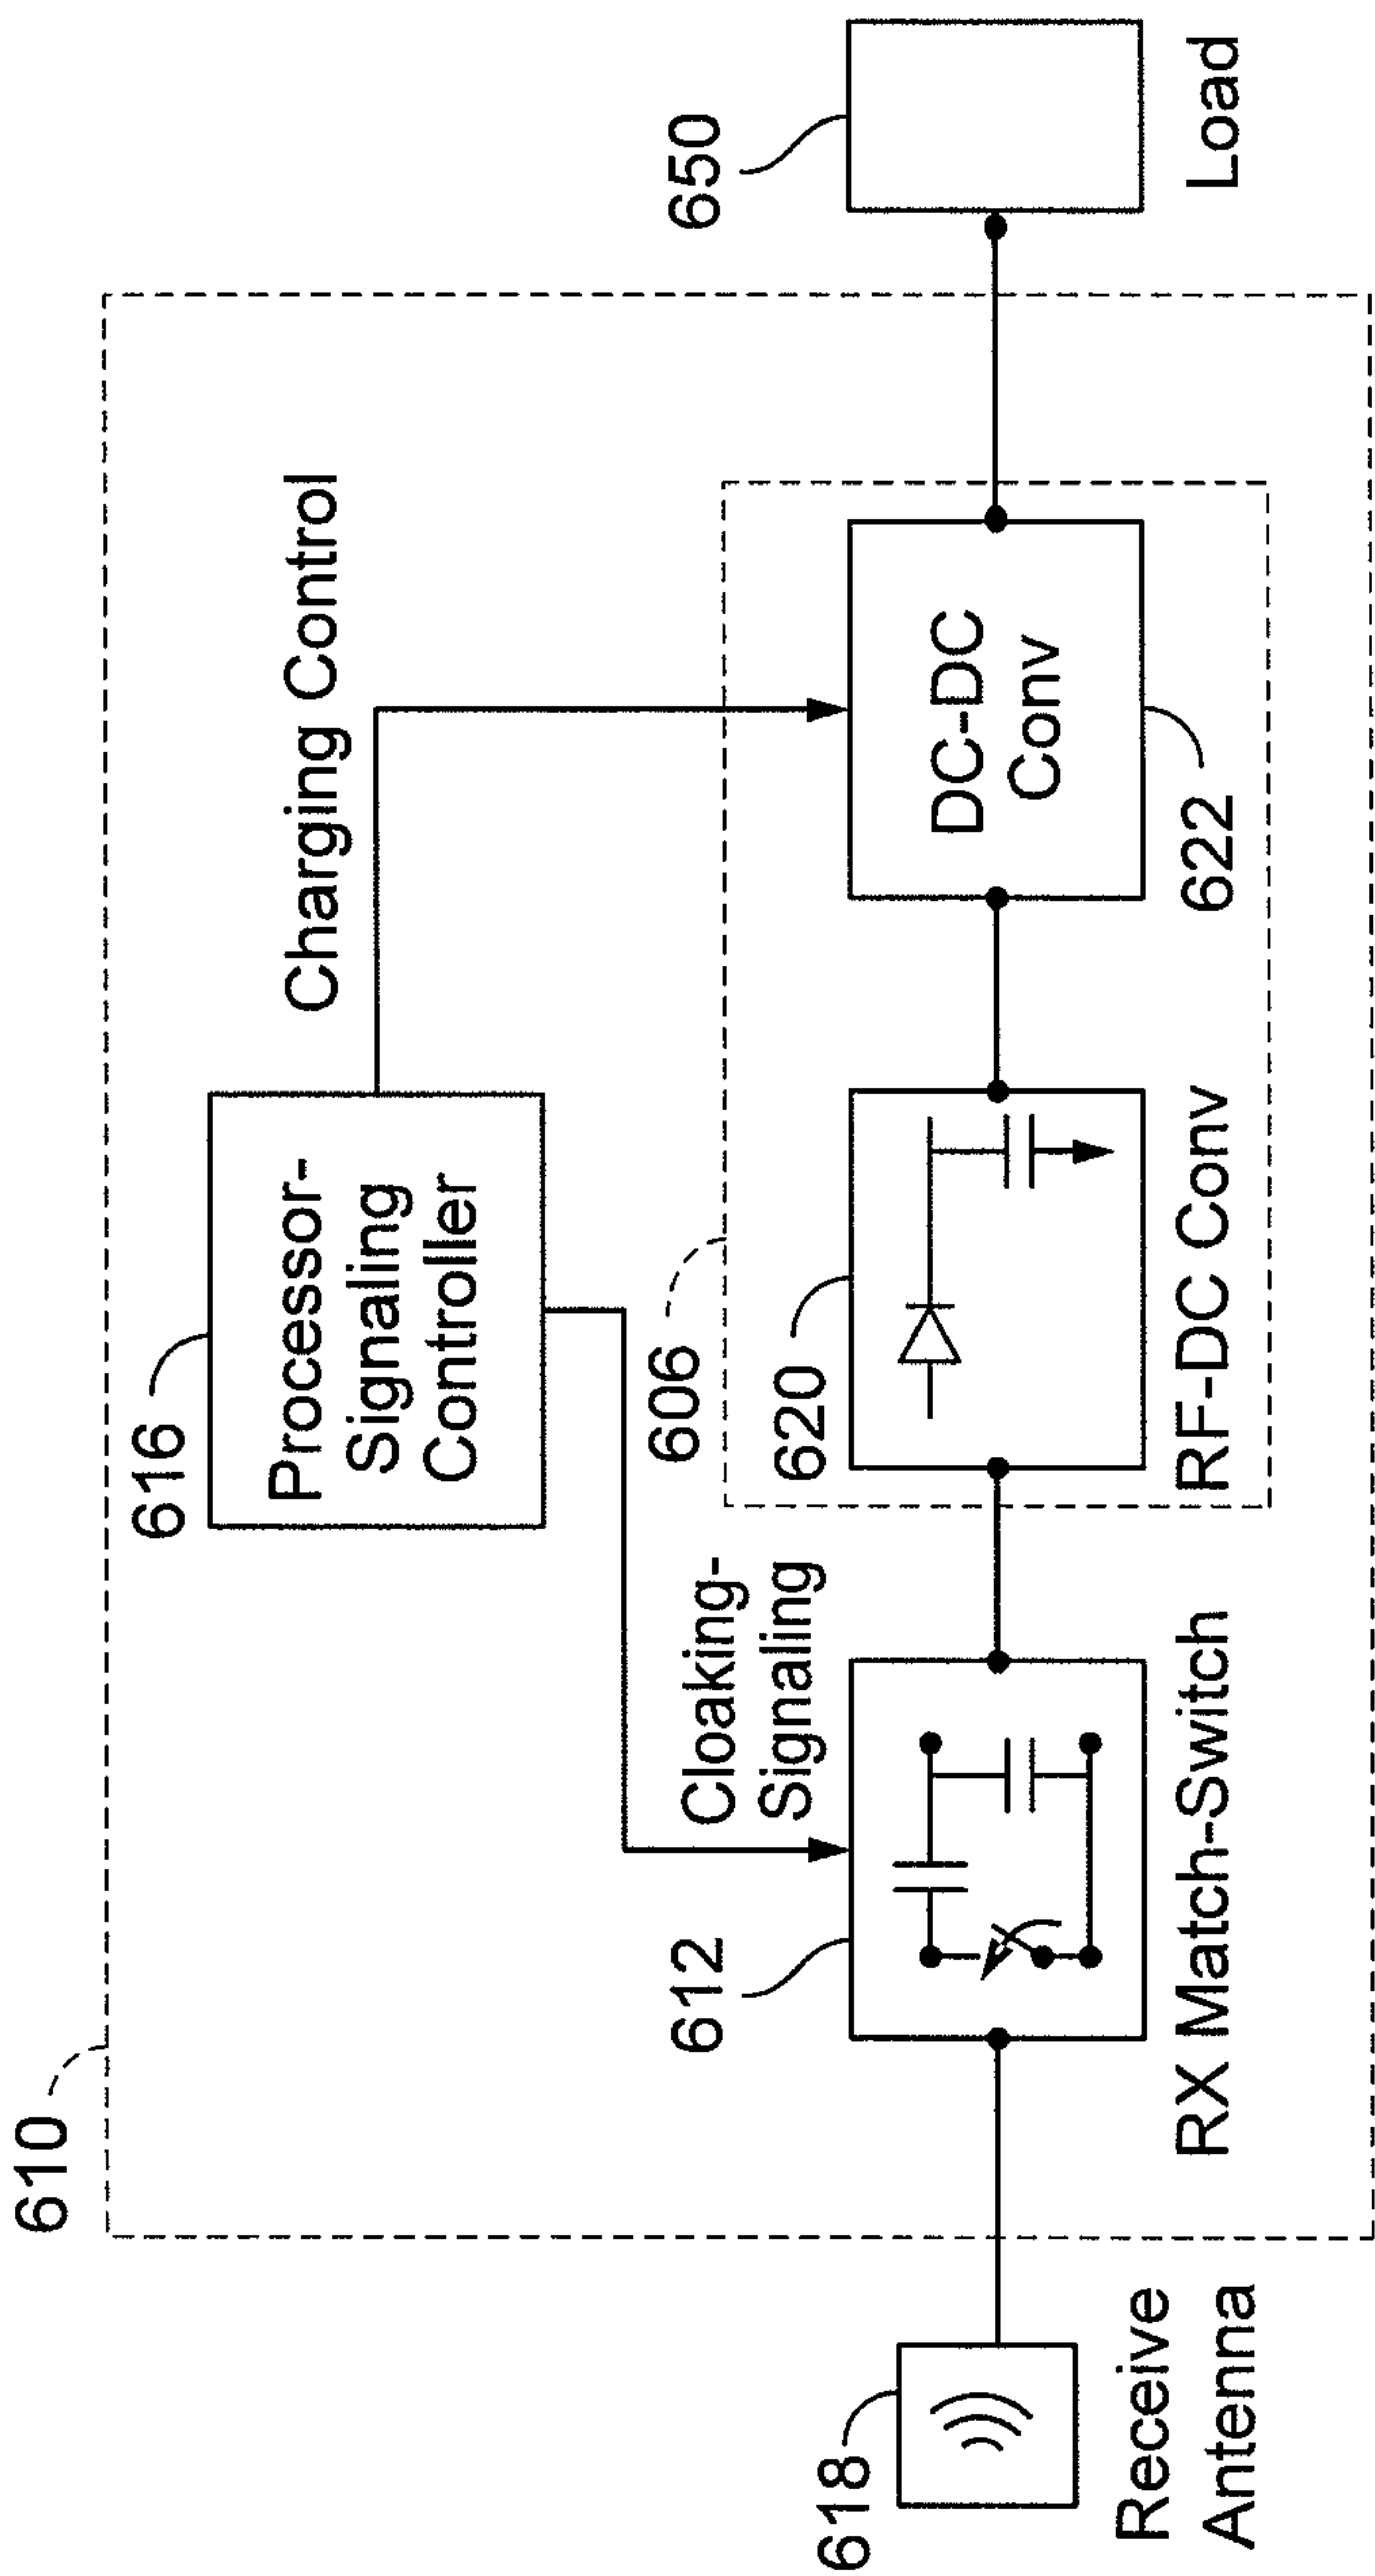 610
616
Processor-
Signaling
Controller
Charging Control
Cloaking-
Signaling
606
650
612
620
DC-DC
Conv
622
618
Receive
Antenna
RX Match-Switch
RF-DC Conv
Load